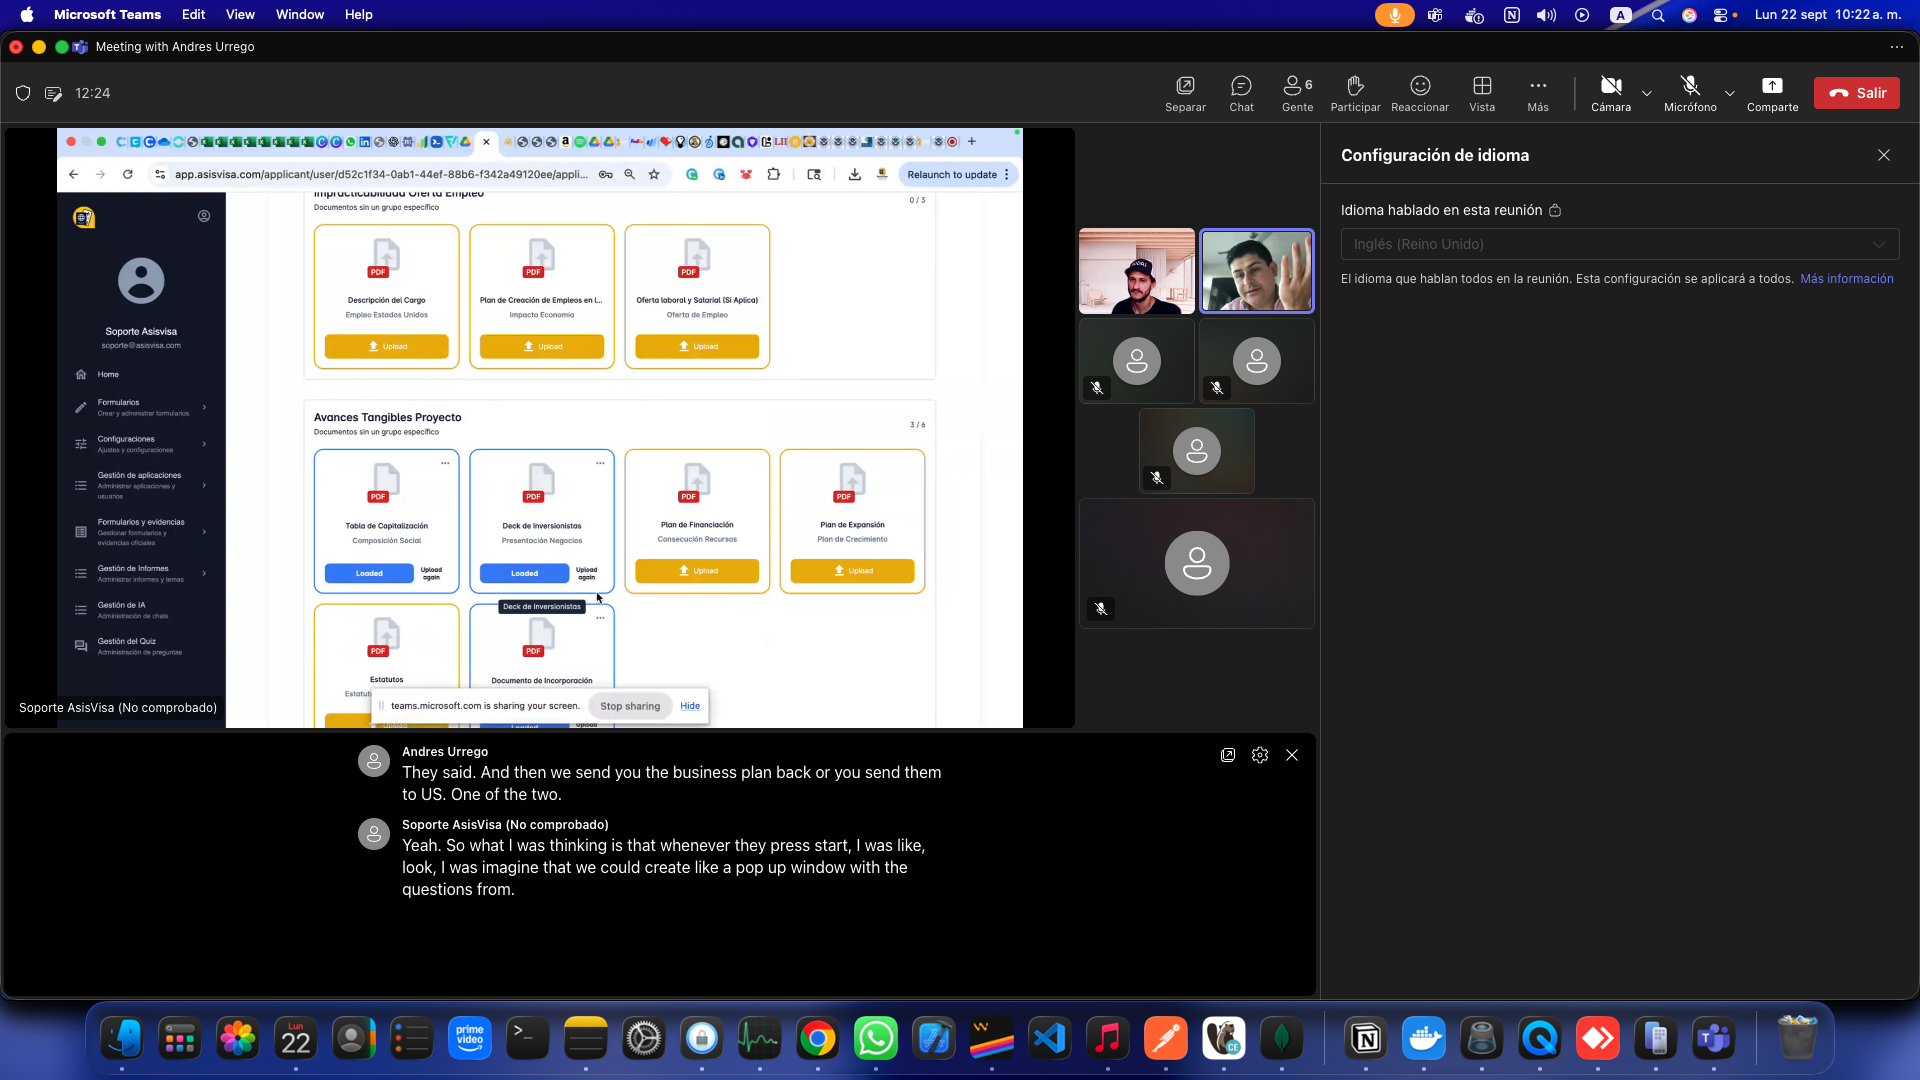 Microsoft Teams Edit View Window Help
A
Lun 22 sept 10:22 a. m.
Meeting with Andres Urrego
12:24
Separar
Chat
6
Gente
Participar
Reaccionar
Vista
Más
Cámara
Micrófono
Comparte
Salir
app.asisvisa.com/applicant/user/d52c1f34-0ab1-44ef-88b6-f342a49120ee/appli...
Relaunch to update
Soporte Asisvisa
soporte@asisvisa.com
Home
Formularios
Crear y administrar formularios
Configuraciones
Ajustes y configuraciones
Gestión de aplicaciones
Administrar aplicaciones y
usuarios
Formularios y evidencias
Gestionar formularios y
evidencias oficiales
Gestión de Informes
Administrar informes y temas
Gestión de IA
Administración de chats
Gestión del Quiz
Administración de preguntas
Soporte AsisVisa (No comprobado)
Impracticabilidad Oferta Empleo
Documentos sin un grupo específico
0 / 3
PDF
Descripción del Cargo
Empleo Estados Unidos
Upload
PDF
Plan de Creación de Empleos en I...
Impacto Economía
Upload
PDF
Oferta laboral y Salarial (Si Aplica)
Oferta de Empleo
Upload
Avances Tangibles Proyecto
Documentos sin un grupo específico
3 / 6
PDF
Tabla de Capitalización
Composición Social
Loaded
Upload
again
PDF
Deck de Inversionistas
Presentación Negocios
Loaded
Upload
again
PDF
Plan de Financiación
Consecución Recursos
Upload
PDF
Plan de Expansión
Plan de Crecimiento
Upload
Deck de Inversionistas
PDF
Estatutos
PDF
Documento de Incorporación
teams.microsoft.com is sharing your screen.
Stop sharing
Hide
Andres Urrego
They said. And then we send you the business plan back or you send them
to US. One of the two.
Soporte AsisVisa (No comprobado)
Yeah. So what I was thinking is that whenever they press start, I was like,
look, I was imagine that we could create like a pop up window with the
questions from.
Configuración de idioma
Idioma hablado en esta reunión
Inglés (Reino Unido)
El idioma que hablan todos en la reunión. Esta configuración se aplicará a todos. Más información
Lun
22
prime
video
CE